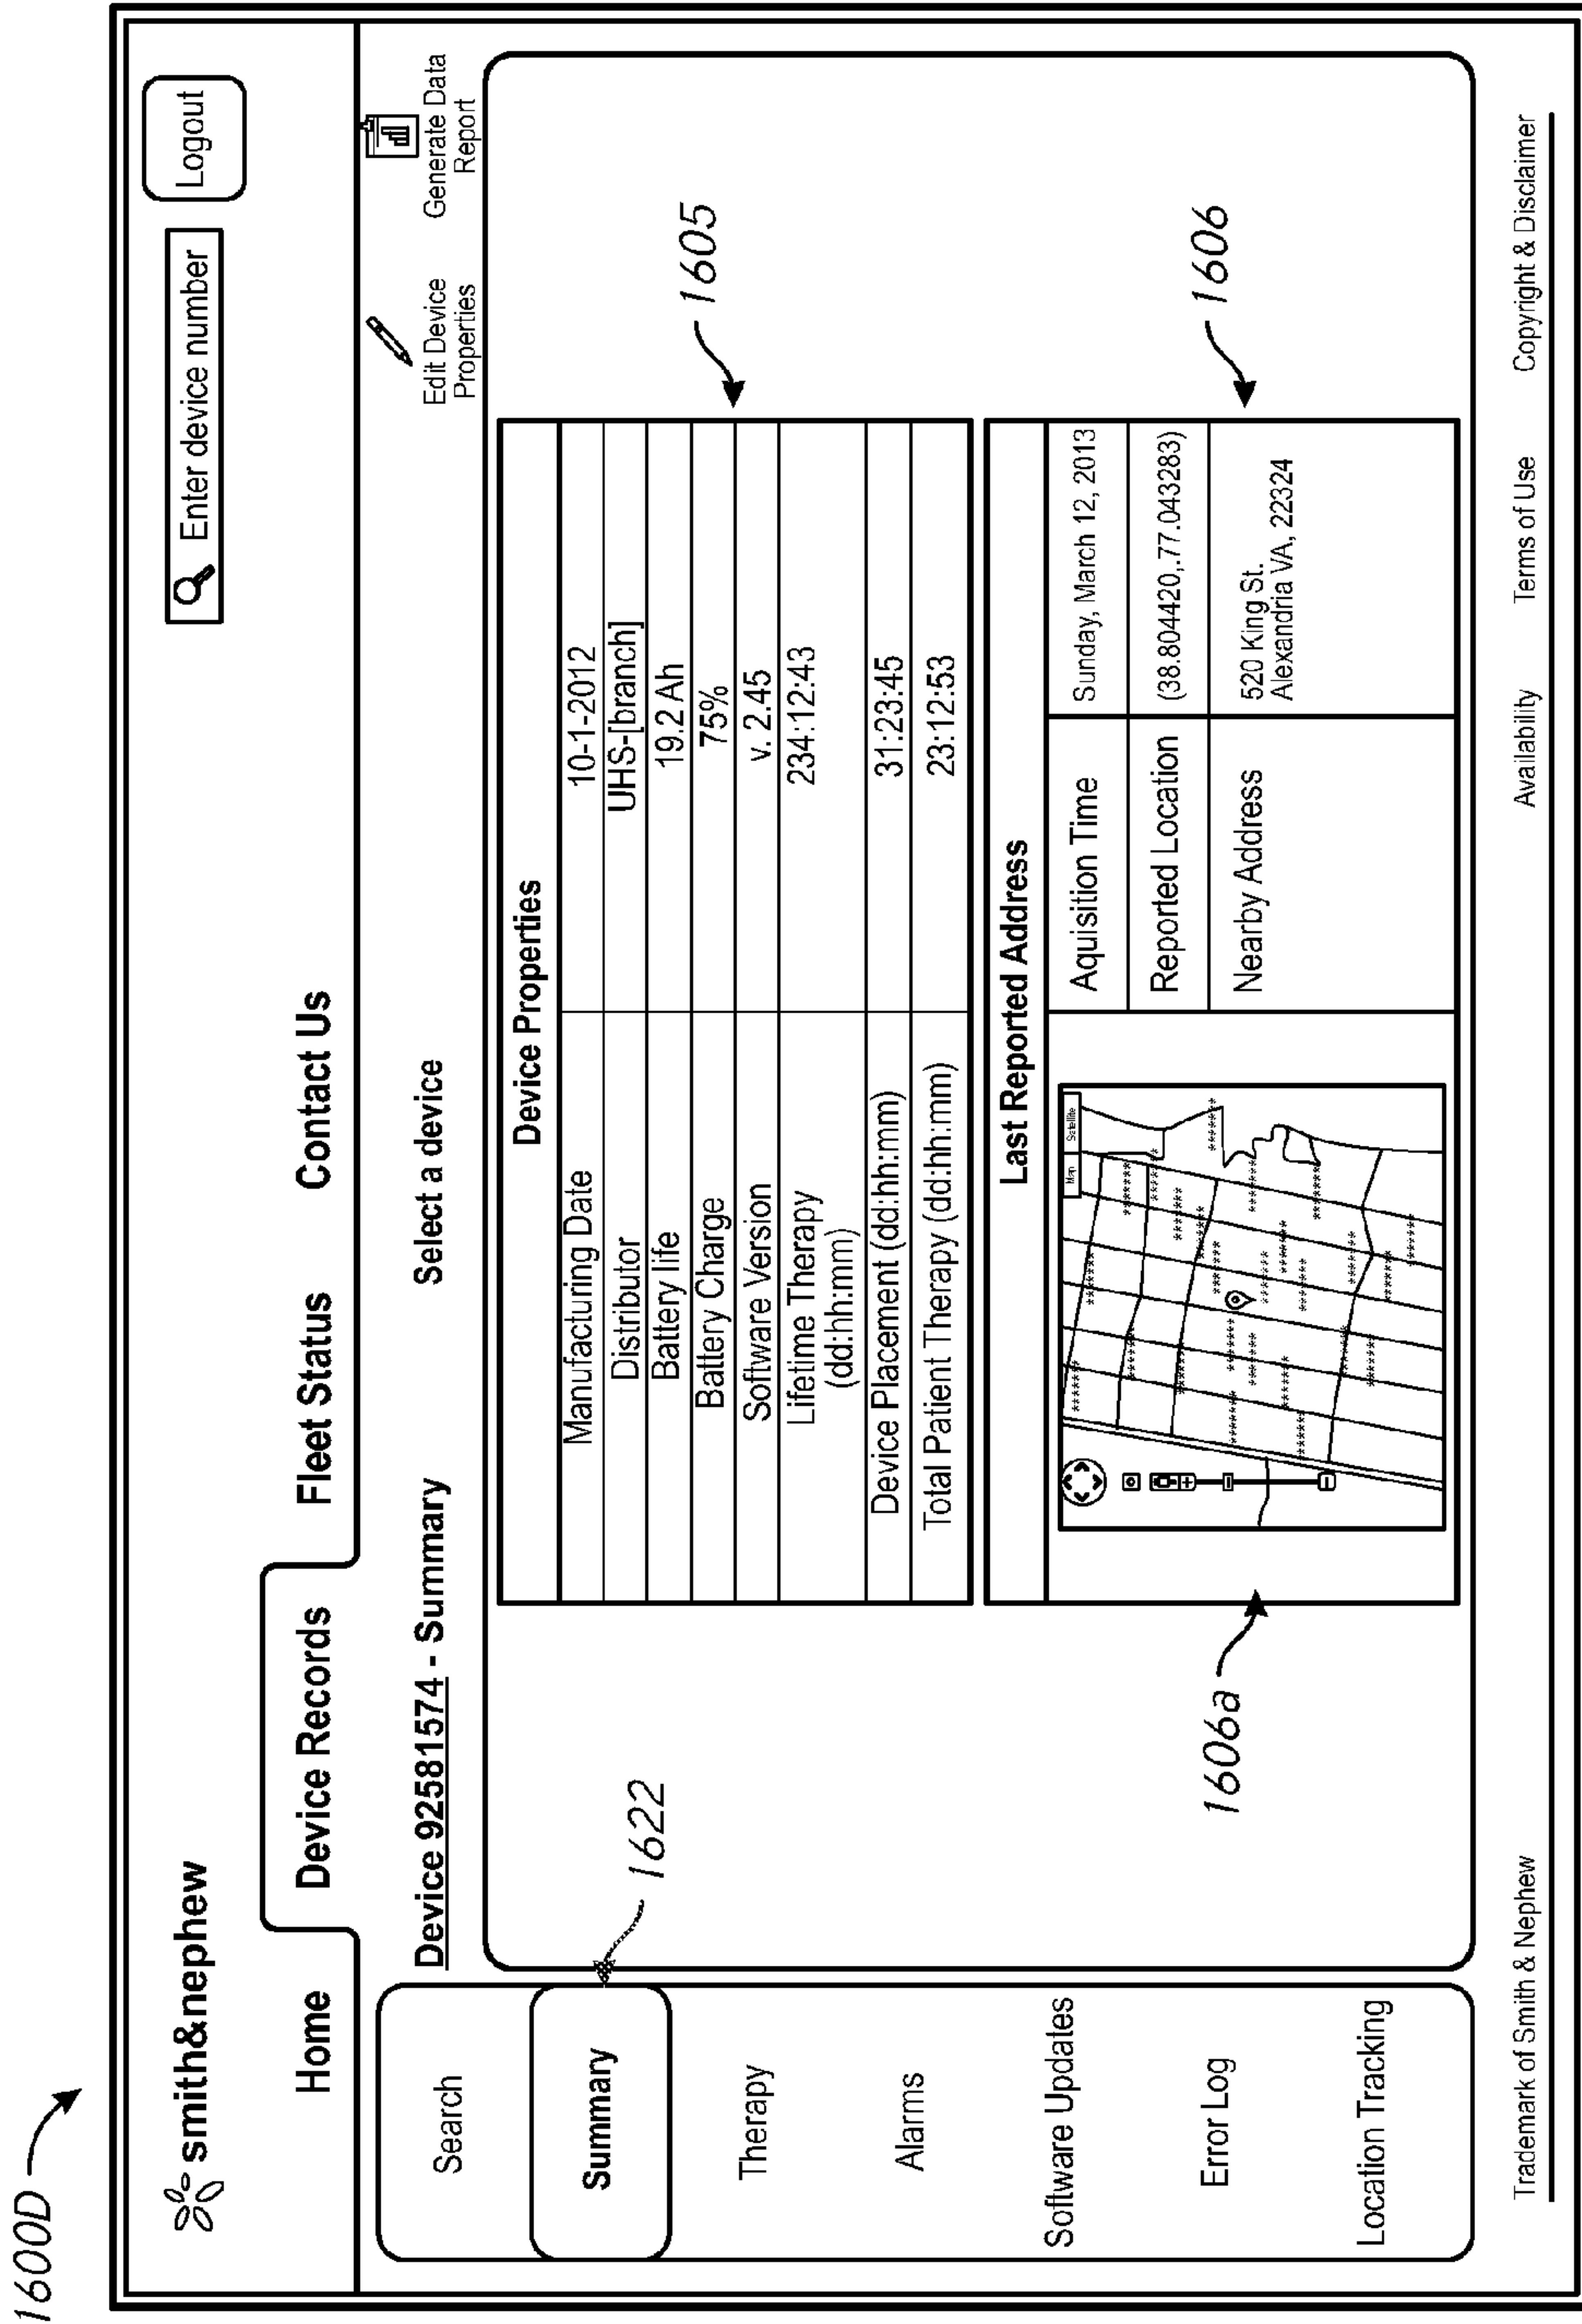 1600D
smith&nephew
Enter device number
Logout
Home
Device Records
Fleet Status
Contact Us
Search
Summary
Therapy
Alarms
Software Updates
Error Log
Location Tracking
1622
Device 92581574 - Summary
Select a device
Edit Device
Properties
Generate Data
Report
Device Properties
Manufacturing Date 10-1-2012
Distributor UHS-[branch]
Battery life 19.2 Ah
Battery Charge 75%
Software Version v. 2.45
Lifetime Therapy 234:12:43
(dd:hh:mm)
Device Placement (dd:hh:mm) 31:23:45
Total Patient Therapy (dd:hh:mm) 23:12:53
1605
Last Reported Address
Map
Satellite
Aquisition Time Sunday, March 12, 2013
Reported Location (38.804420,.77.043283)
Nearby Address 520 King St.
Alexandria VA, 22324
1606
1606a
Trademark of Smith & Nephew
Availability
Terms of Use
Copyright & Disclaimer